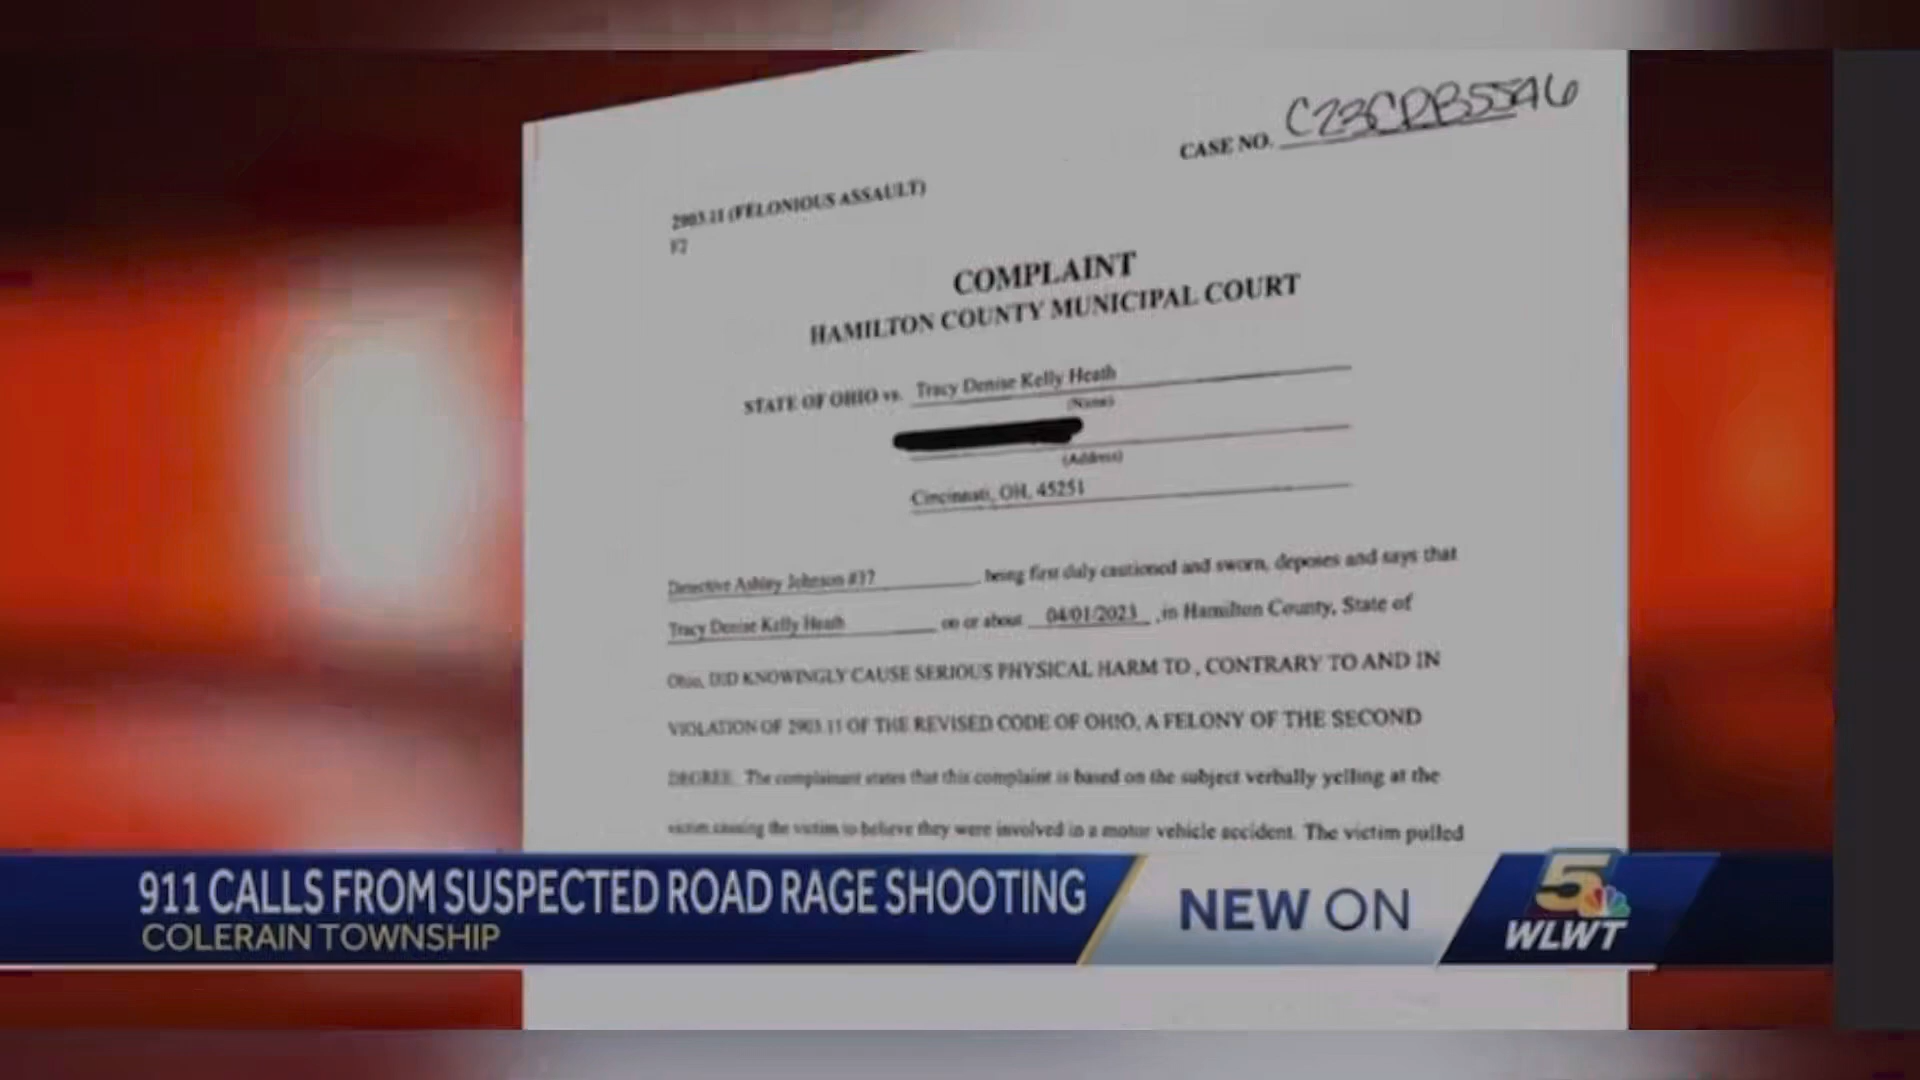 C23CRB5546
CASE NO.
2903.11 (FELONIOUS ASSAULT)
F2
COMPLAINT
HAMILTON COUNTY MUNICIPAL COURT
STATE OF OHIO vs. Tracy Denise Kelly Heath
(Name)
(Address)
Cincinnati, OH, 45251
Detective Ashley Johnson #37 being first duly cautioned and sworn, deposes and says that
Tracy Denise Kelly Heath on or about 04/01/2023 , in Hamilton County, State of
Ohio, DID KNOWINGLY CAUSE SERIOUS PHYSICAL HARM TO , CONTRARY TO AND IN
VIOLATION OF 2903.11 OF THE REVISED CODE OF OHIO, A FELONY OF THE SECOND
DEGREE. The complainant states that this complaint is based on the subject verbally yelling at the
victim causing the victim to believe they were involved in a motor vehicle accident. The victim pulled
911 CALLS FROM SUSPECTED ROAD RAGE SHOOTING
COLERAIN TOWNSHIP
NEW ON
5
WLWT